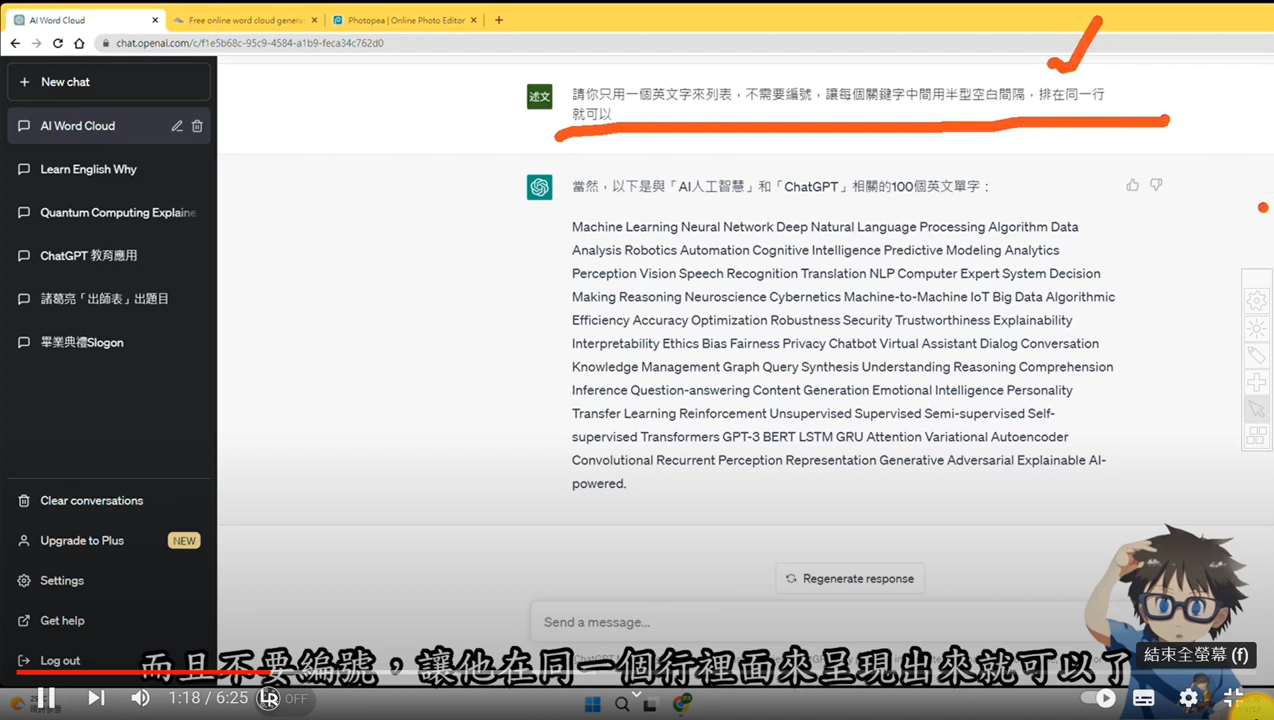 AI Word Cloud
Free online word cloud genera
Photopea | Online Photo Editor
chat.openai.com/c/f1e5b68c-95c9-4584-a1b9-feca34c762d0
New chat
AI Word Cloud
Learn English Why
Quantum Computing Explaine
ChatGPT 教育應用
諸葛亮「出師表」出題目
畢業典禮Slogon
Clear conversations
Upgrade to Plus
NEW
Settings
Get help
Log out
述文
請你只用一個英文字來列表，不需要編號，讓每個關鍵字中間用半型空白間隔，排在同一行
就可以
當然，以下是與「AI人工智慧」和「ChatGPT」相關的100個英文單字：
Machine Learning Neural Network Deep Natural Language Processing Algorithm Data
Analysis Robotics Automation Cognitive Intelligence Predictive Modeling Analytics
Perception Vision Speech Recognition Translation NLP Computer Expert System Decision
Making Reasoning Neuroscience Cybernetics Machine-to-Machine IoT Big Data Algorithmic
Efficiency Accuracy Optimization Robustness Security Trustworthiness Explainability
Interpretability Ethics Bias Fairness Privacy Chatbot Virtual Assistant Dialog Conversation
Knowledge Management Graph Query Synthesis Understanding Reasoning Comprehension
Inference Question-answering Content Generation Emotional Intelligence Personality
Transfer Learning Reinforcement Unsupervised Supervised Semi-supervised Self-
supervised Transformers GPT-3 BERT LSTM GRU Attention Variational Autoencoder
Convolutional Recurrent Perception Representation Generative Adversarial Explainable AI-
powered.
Regenerate response
Send a message...
而且不要編號，讓他在同一個行裡面來呈現出來就可以了
結束全螢幕 (f)
1:18 / 6:25
LR OFF